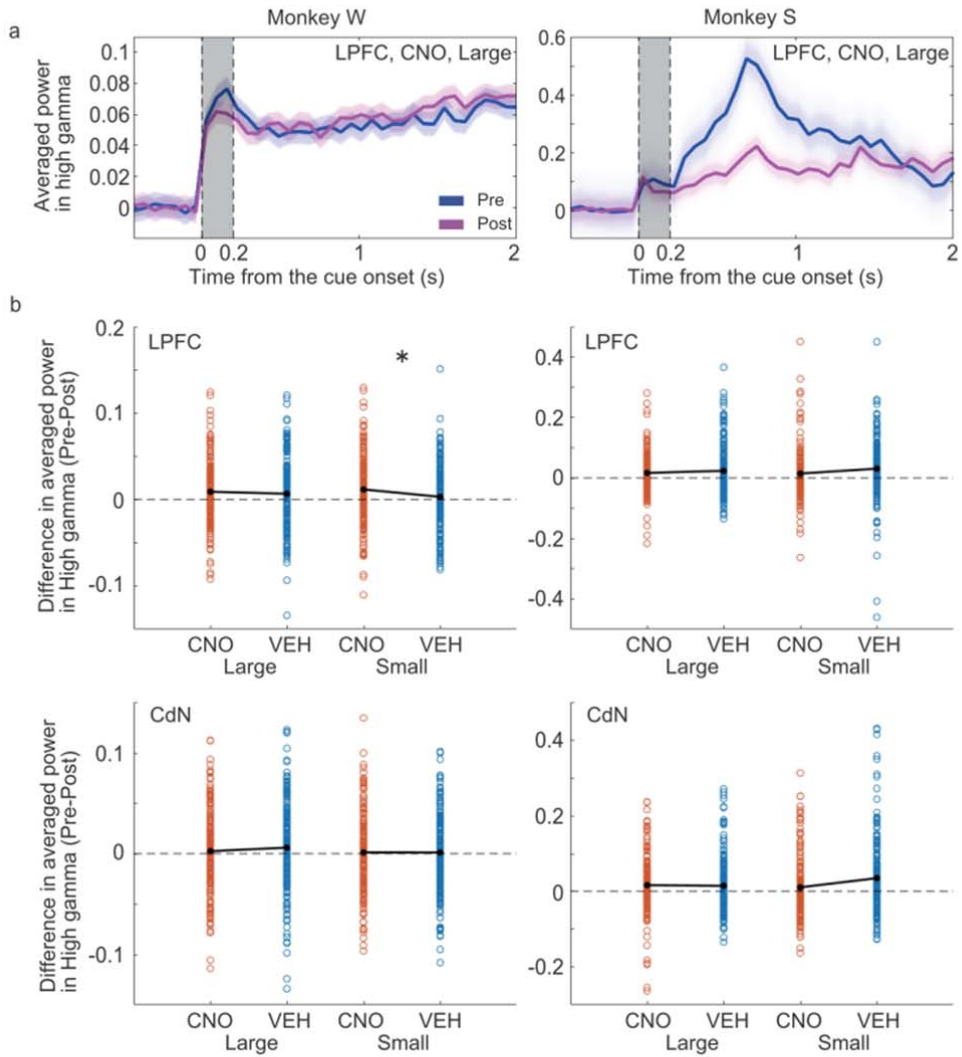 Monkey W
Monkey S
a
Averaged power
in high gamma
0.1
0.08
0.06
0.04
0.02
0
LPFC, CNO, Large
Pre
Post
0 0.2 1 2
Time from the cue onset (s)
0.6
0.4
0.2
0
LPFC, CNO, Large
0 0.2 1 2
Time from the cue onset (s)
b
Difference in averaged power
in High gamma (Pre-Post)
0.2
0.1
0
-0.1
LPFC
*
CNO VEH CNO VEH
Large Small
0.4
0.2
0
-0.2
-0.4
LPFC
CNO VEH CNO VEH
Large Small
Difference in averaged power
in High gamma (Pre-Post)
0.1
0
-0.1
CdN
CNO VEH CNO VEH
Large Small
0.4
0.2
0
-0.2
CdN
CNO VEH CNO VEH
Large Small